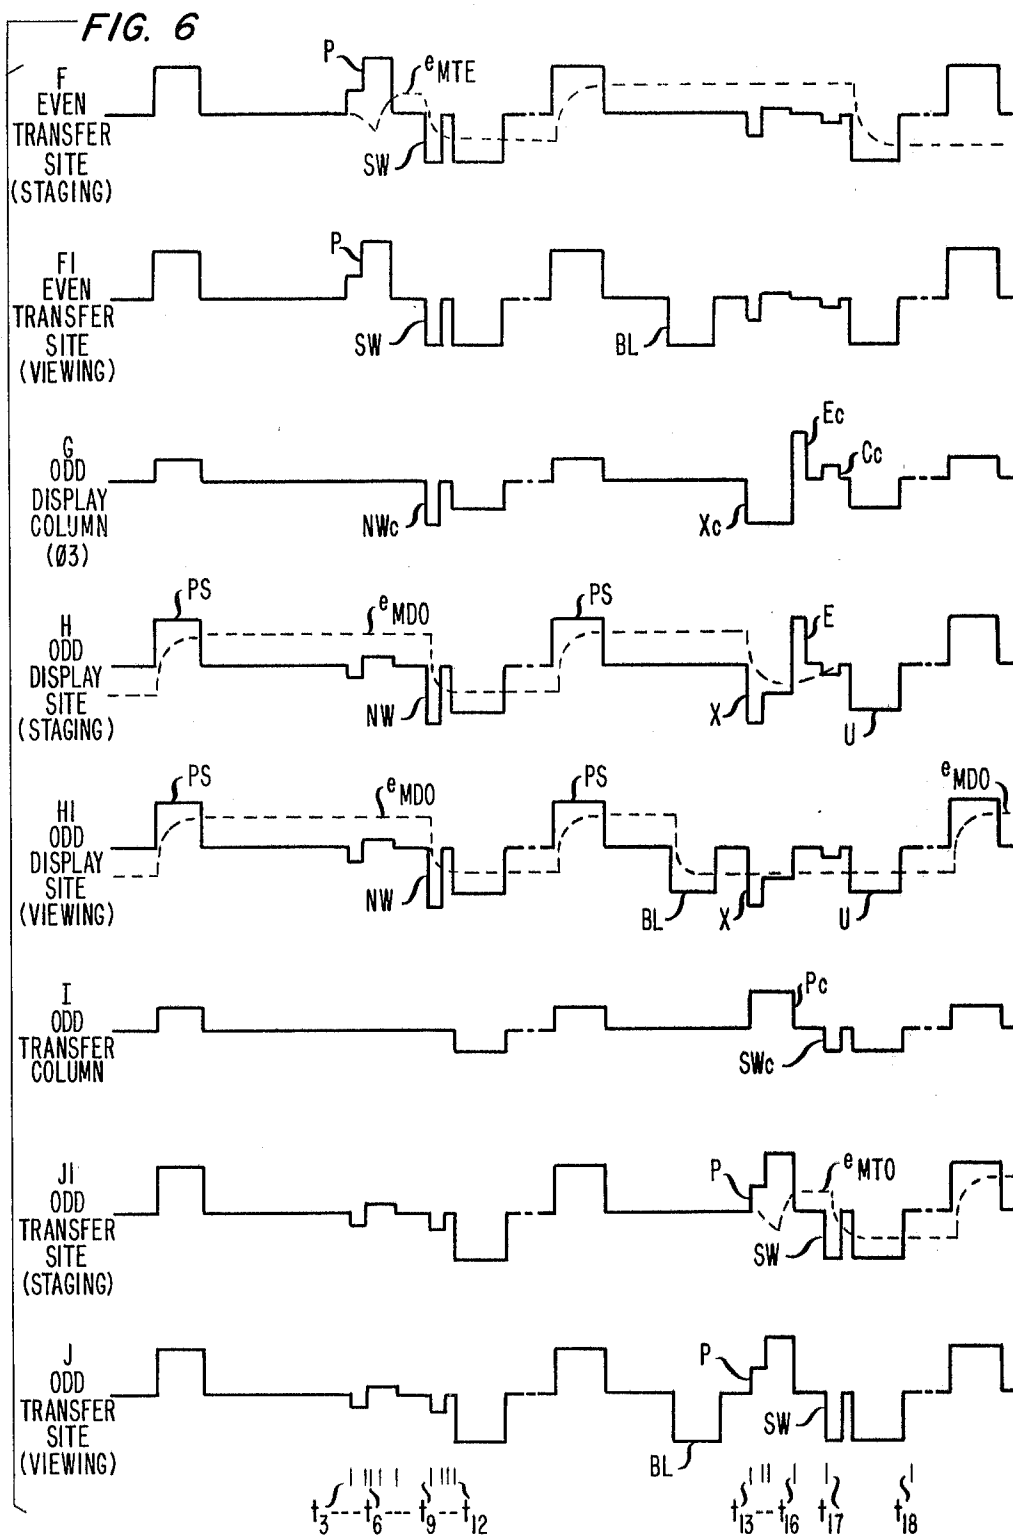 FIG. 6
F
EVEN
TRANSFER
SITE
(STAGING)
P
eMTE
SW
F1
EVEN
TRANSFER
SITE
(VIEWING)
P
SW
BL
G
ODD
DISPLAY
COLUMN
(Ø3)
NWc
Xc
Ec
Cc
H
ODD
DISPLAY
SITE
(STAGING)
PS
eMDO
NW
PS
X
E
U
H1
ODD
DISPLAY
SITE
(VIEWING)
PS
eMDO
NW
PS
BL
X
U
eMDO
I
ODD
TRANSFER
COLUMN
Pc
SWc
J1
ODD
TRANSFER
SITE
(STAGING)
P
eMTO
SW
J
ODD
TRANSFER
SITE
(VIEWING)
BL
P
SW
t3---t6--- t9---t12 t13--t16 t17 t18